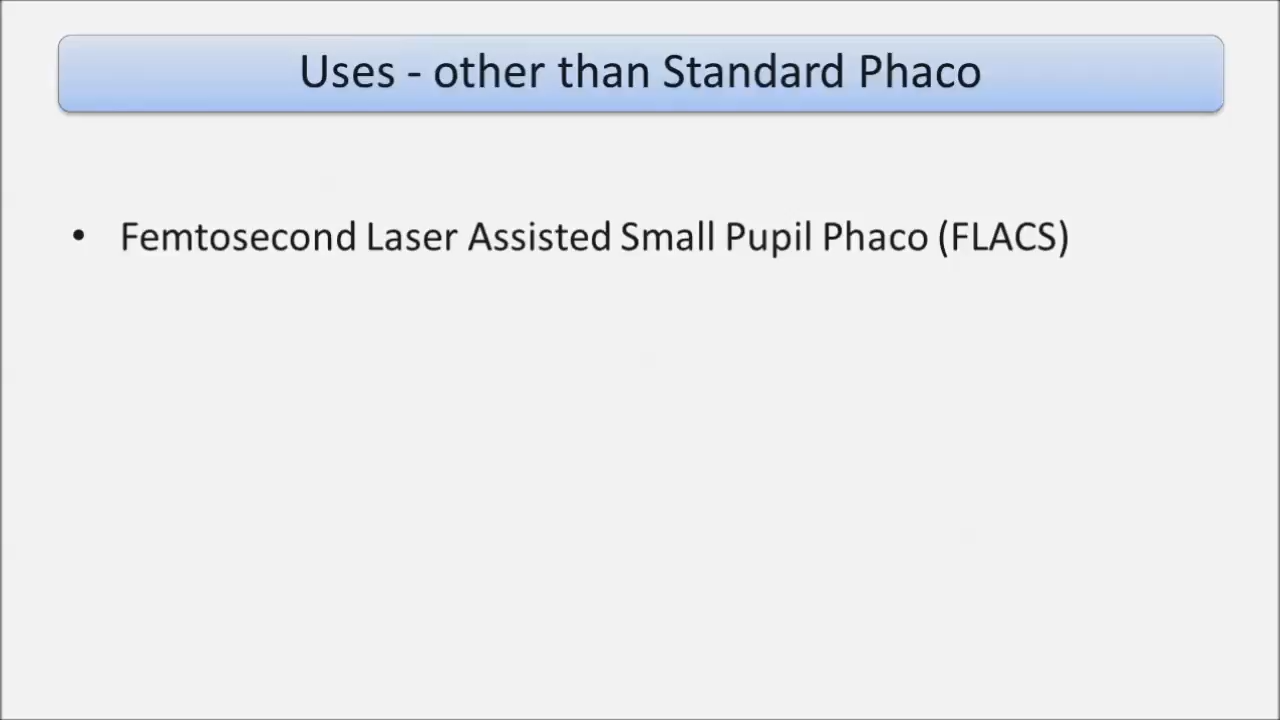 Uses - other than Standard Phaco
• Femtosecond Laser Assisted Small Pupil Phaco (FLACS)